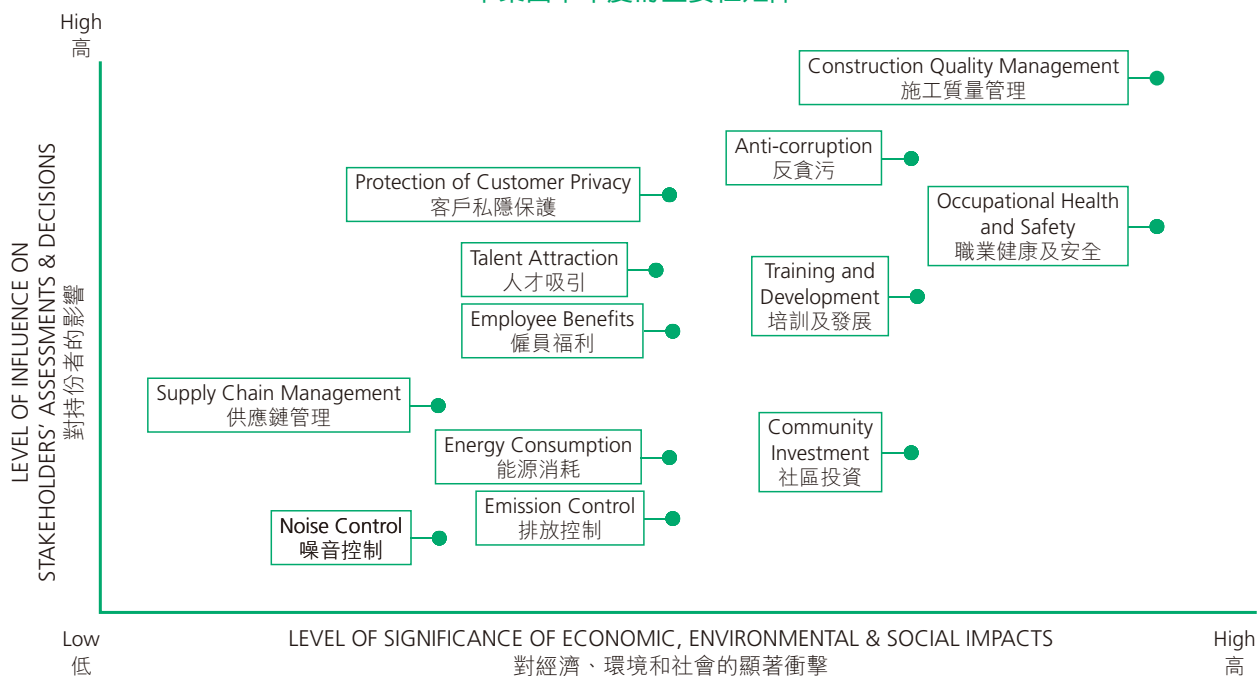 High
高
Construction Quality Management
施工質量管理
Anti-corruption
反貪污
Protection of Customer Privacy
客戶私隱保護
Occupational Health
and Safety
職業健康及安全
Talent Attraction
人才吸引
Training and
Development
培訓及發展
Employee Benefits
僱員福利
Supply Chain Management
供應鏈管理
Community
Investment
社區投資
Energy Consumption
能源消耗
Emission Control
排放控制
Noise Control
噪音控制
LEVEL OF INFLUENCE ON
STAKEHOLDERS' ASSESSMENTS & DECISIONS
對持份者的影響
Low
低
LEVEL OF SIGNIFICANCE OF ECONOMIC, ENVIRONMENTAL & SOCIAL IMPACTS
對經濟、環境和社會的顯著衝擊
High
高